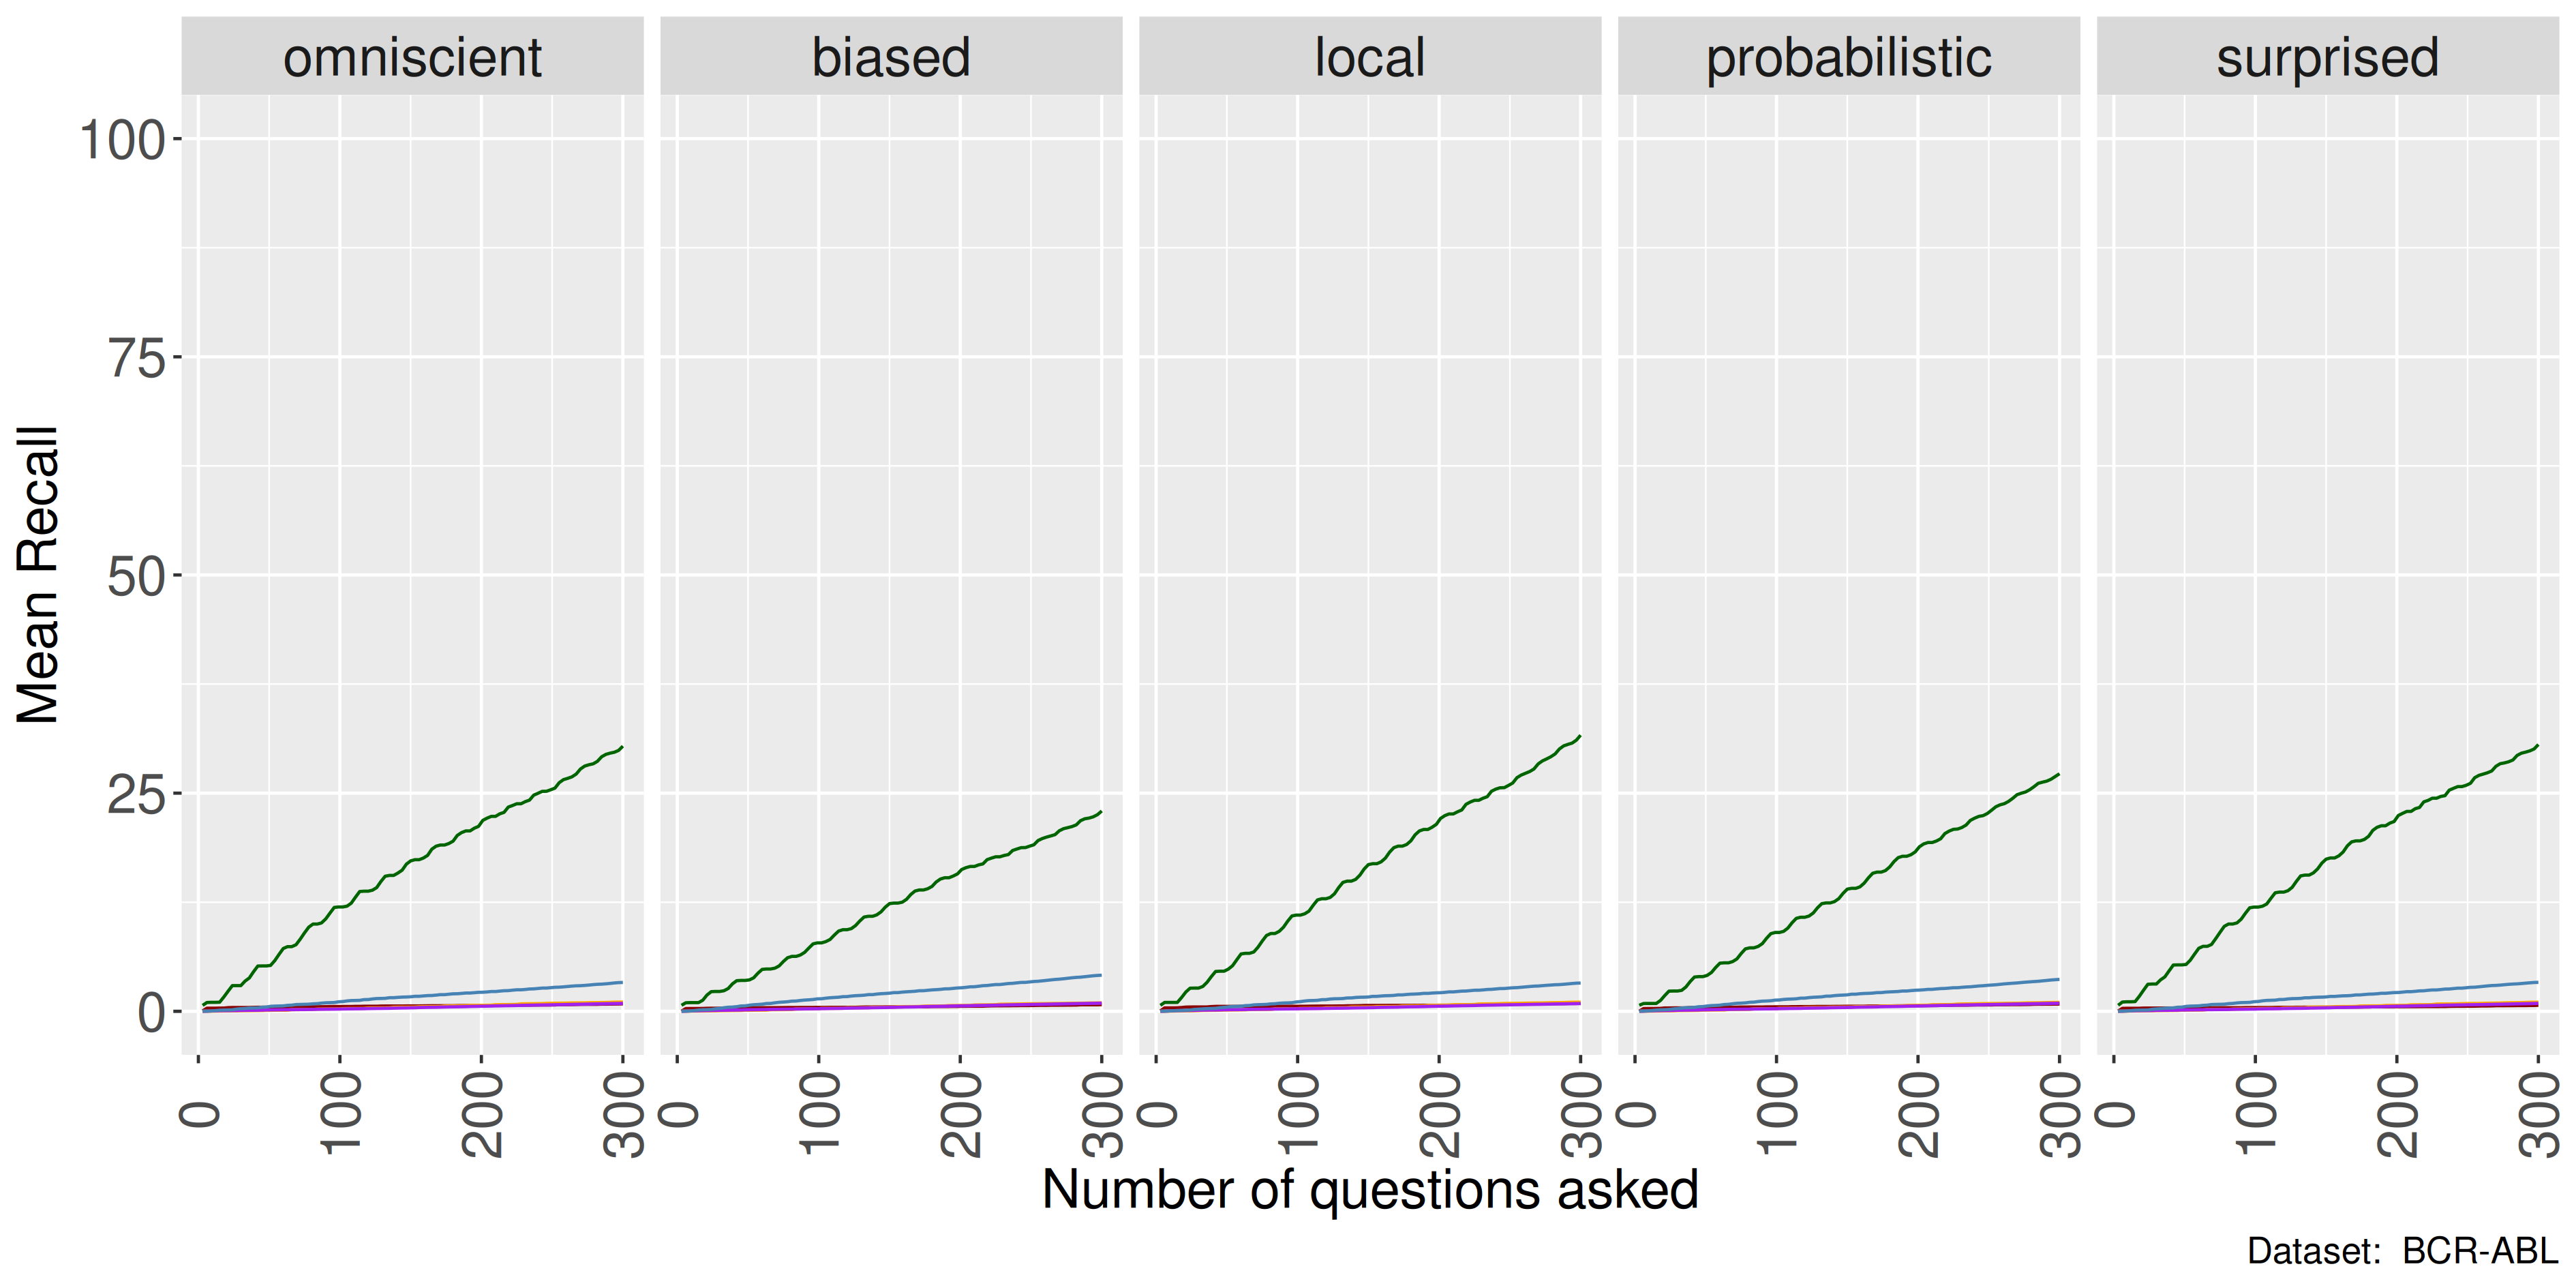 omniscient biased local probabilistic surprised
Mean Recall
100
75
50
25
0
0 100 200 300 0 100 200 300 0 100 200 300 0 100 200 300 0 100 200 300
Number of questions asked
Dataset: BCR-ABL